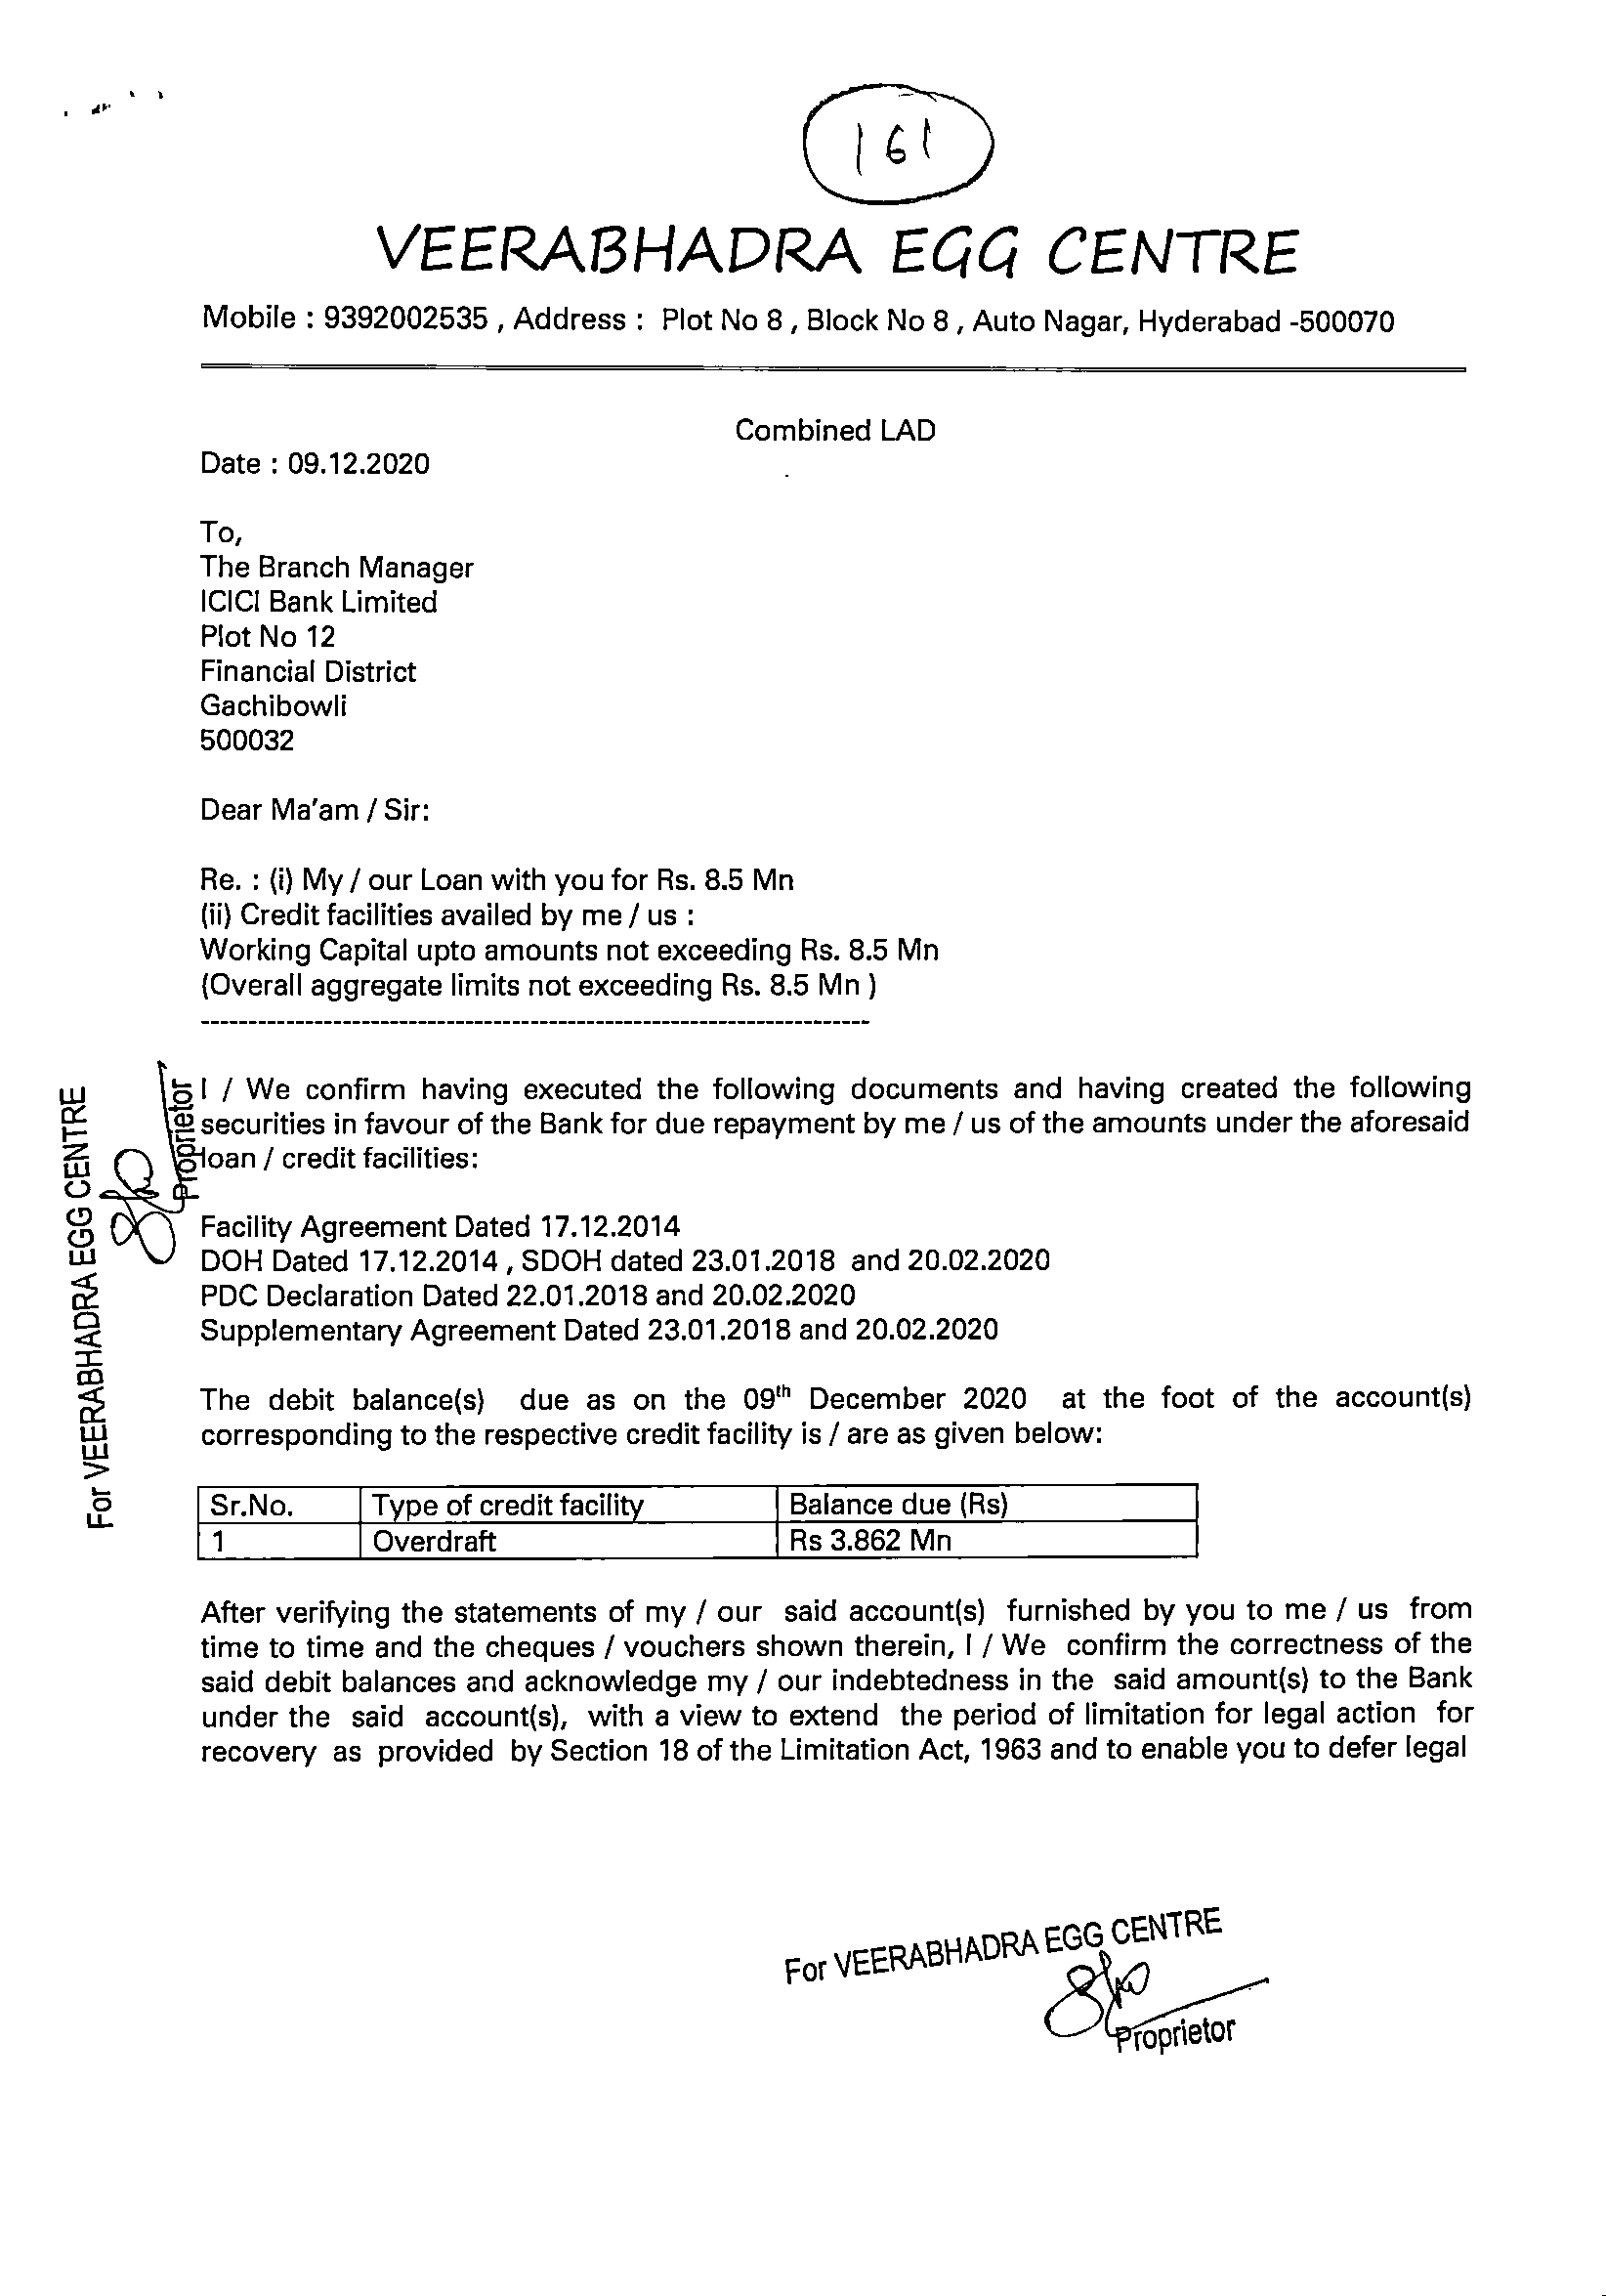 161
VEERABHADRA EGG CENTRE
Mobile : 9392002535 , Address : Plot No 8 , Block No 8 , Auto Nagar, Hyderabad -500070
Combined LAD
Date : 09.12.2020
To,
The Branch Manager
ICICI Bank Limited
Plot No 12
Financial District
Gachibowli
500032
Dear Ma'am / Sir:
Re. : (i) My / our Loan with you for Rs. 8.5 Mn
(ii) Credit facilities availed by me / us :
Working Capital upto amounts not exceeding Rs. 8.5 Mn
(Overall aggregate limits not exceeding Rs. 8.5 Mn )
-----------------------------------------------------------------------
I / We confirm having executed the following documents and having created the following
securities in favour of the Bank for due repayment by me / us of the amounts under the aforesaid
loan / credit facilities:
For VEERABHADRA EGG CENTRE
Proprietor
Facility Agreement Dated 17.12.2014
DOH Dated 17.12.2014 , SDOH dated 23.01.2018 and 20.02.2020
PDC Declaration Dated 22.01.2018 and 20.02.2020
Supplementary Agreement Dated 23.01.2018 and 20.02.2020
The debit balance(s) due as on the 09th December 2020 at the foot of the account(s)
corresponding to the respective credit facility is / are as given below:
Sr.No. Type of credit facility Balance due (Rs)
1 Overdraft Rs 3.862 Mn
After verifying the statements of my / our said account(s) furnished by you to me / us from
time to time and the cheques / vouchers shown therein, I / We confirm the correctness of the
said debit balances and acknowledge my / our indebtedness in the said amount(s) to the Bank
under the said account(s), with a view to extend the period of limitation for legal action for
recovery as provided by Section 18 of the Limitation Act, 1963 and to enable you to defer legal
For VEERABHADRA EGG CENTRE
Proprietor